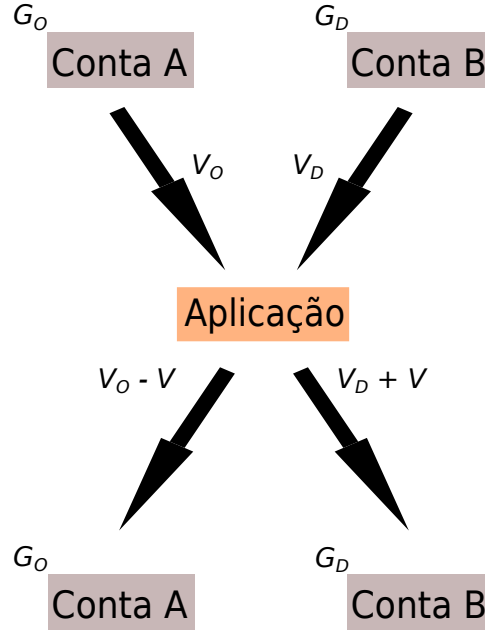 G_O G_D
Conta A Conta B
V_O V_D
Aplicação
V_O - V V_D + V
G_O G_D
Conta A Conta B